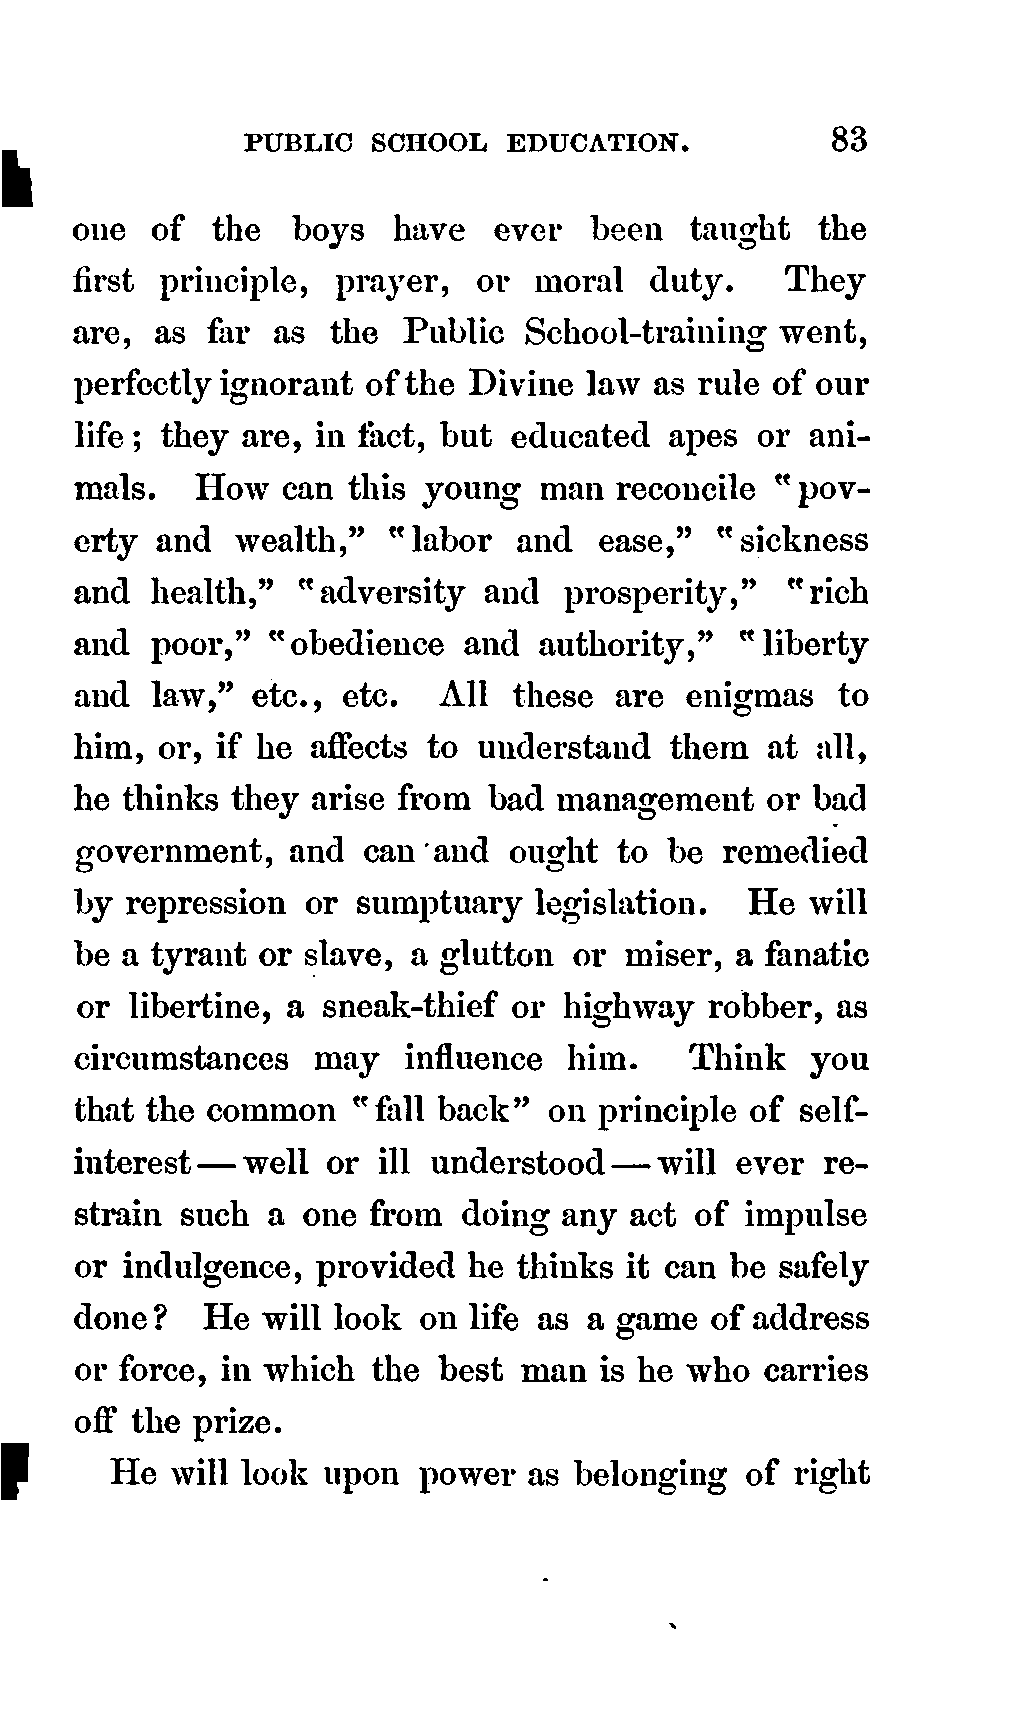 PUBLIC SCHOOL EDUCATION. 83
one of the boys have ever been taught the
first principle, prayer, or moral duty. They
are, as far as the Public School-training went,
perfectly ignorant of the Divine law as rule of our
life; they are, in fact, but educated apes or ani-
mals. How can this young man reconcile "pov-
erty and wealth," "labor and ease," "sickness
and health," "adversity and prosperity," "rich
and poor," "obedience and authority," "liberty
and law," etc., etc. All these are enigmas to
him, or, if he affects to understand them at all,
he thinks they arise from bad management or bad
government, and can and ought to be remedied
by repression or sumptuary legislation. He will
be a tyrant or slave, a glutton or miser, a fanatic
or libertine, a sneak-thief or highway robber, as
circumstances may influence him. Think you
that the common "fall back" on principle of self-
interest—well or ill understood—will ever re-
strain such a one from doing any act of impulse
or indulgence, provided he thinks it can be safely
done? He will look on life as a game of address
or force, in which the best man is he who carries
off the prize.
He will look upon power as belonging of right